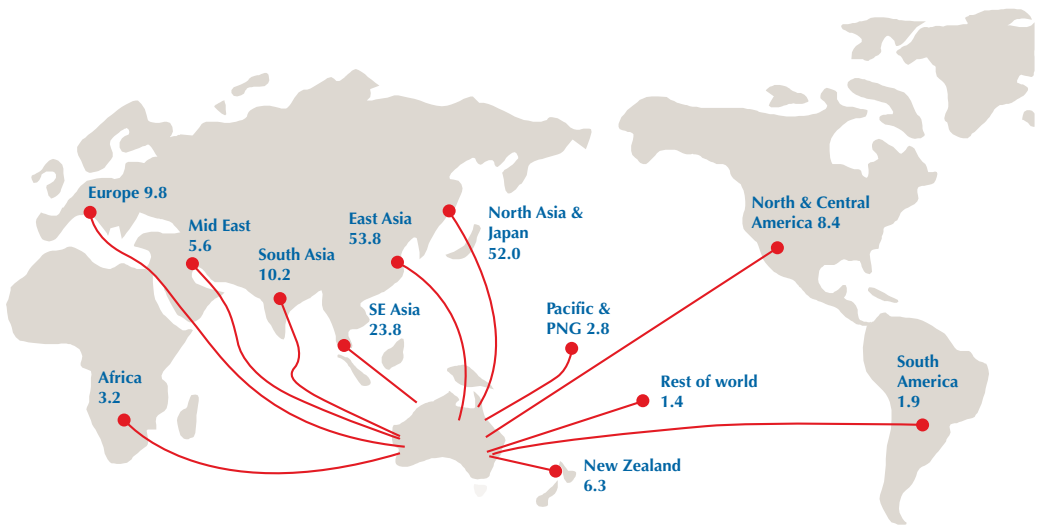 Europe 9.8
Mid East
5.6
South Asia
10.2
East Asia
53.8
North Asia &
Japan
52.0
SE Asia
23.8
Pacific &
PNG 2.8
North & Central
America 8.4
Africa
3.2
Rest of world
1.4
South
America
1.9
New Zealand
6.3